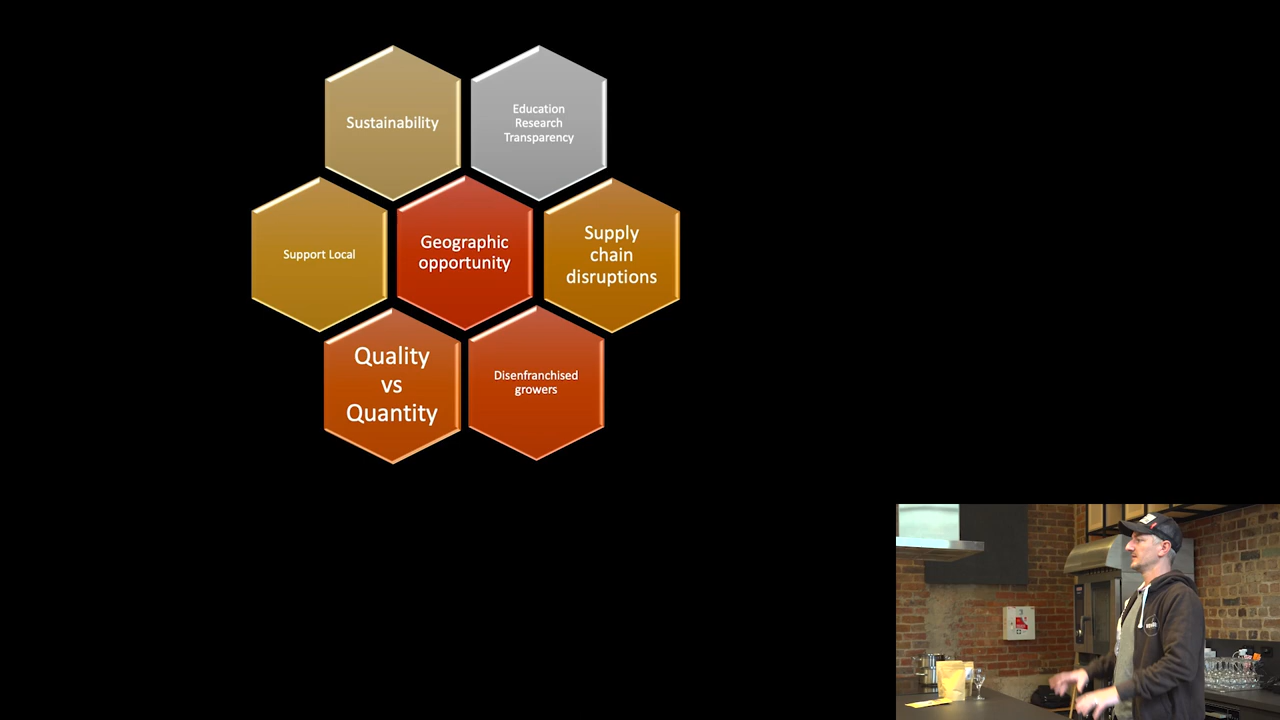 Sustainability
Education
Research
Transparency
Support Local
Geographic
opportunity
Supply
chain
disruptions
Quality
vs
Quantity
Disenfranchised
growers